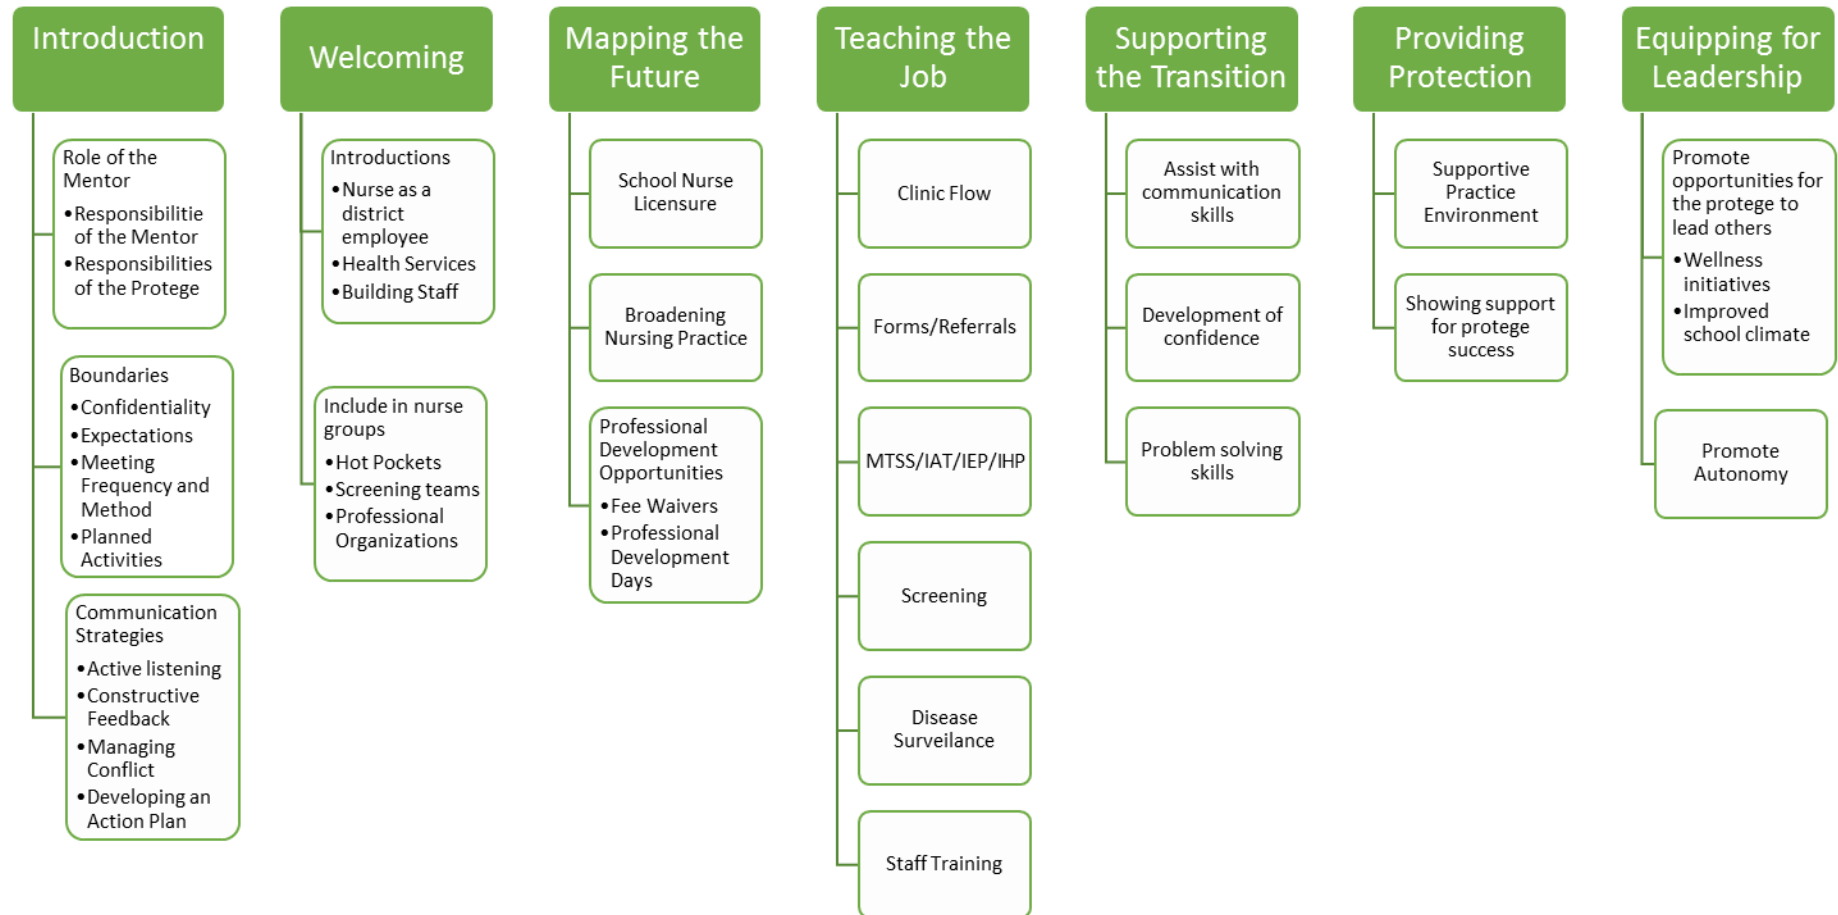 Introduction
Role of the
Mentor
•Responsibilitie
of the Mentor
•Responsibilities
of the Protege
Boundaries
•Confidentiality
•Expectations
•Meeting
Frequency and
Method
•Planned
Activities
Communication
Strategies
•Active listening
•Constructive
Feedback
•Managing
Conflict
•Developing an
Action Plan
Welcoming
Introductions
•Nurse as a
district
employee
•Health Services
•Building Staff
Include in nurse
groups
•Hot Pockets
•Screening teams
•Professional
Organizations
Mapping the
Future
School Nurse
Licensure
Broadening
Nursing Practice
Professional
Development
Opportunities
•Fee Waivers
•Professional
Development
Days
Teaching the
Job
Clinic Flow
Forms/Referrals
MTSS/IAT/IEP/IHP
Screening
Disease
Surveilance
Staff Training
Supporting
the Transition
Assist with
communication
skills
Development of
confidence
Problem solving
skills
Providing
Protection
Supportive
Practice
Environment
Showing support
for protege
success
Equipping for
Leadership
Promote
opportunities for
the protege to
lead others
•Wellness
initiatives
•Improved
school climate
Promote
Autonomy